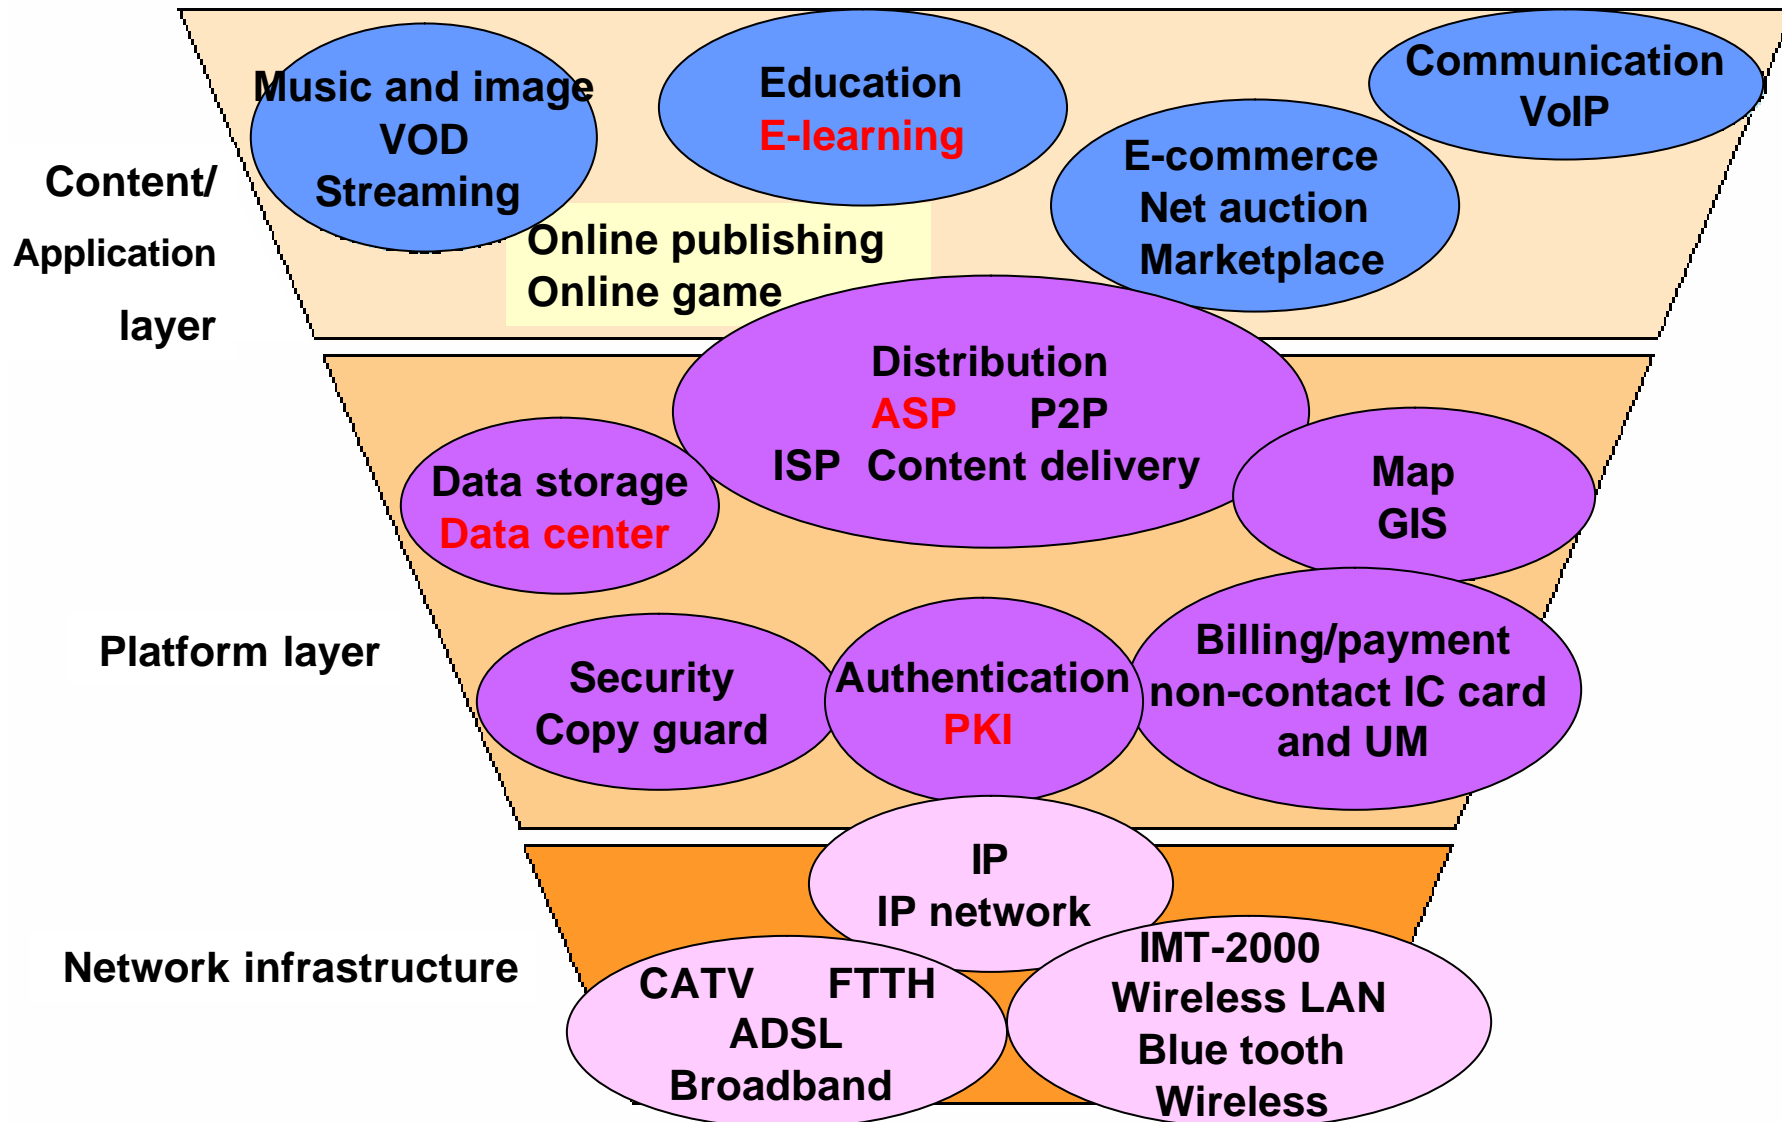 Content/
Application
layer
Music and image
VOD
Streaming
Education
E-learning
Communication
VoIP
E-commerce
Net auction
Marketplace
Online publishing
Online game
Platform layer
Distribution
ASP P2P
ISP Content delivery
Data storage
Data center
Map
GIS
Security
Copy guard
Authentication
PKI
Billing/payment
non-contact IC card
and UM
Network infrastructure
IP
IP network
CATV FTTH
ADSL
Broadband
IMT-2000
Wireless LAN
Blue tooth
Wireless